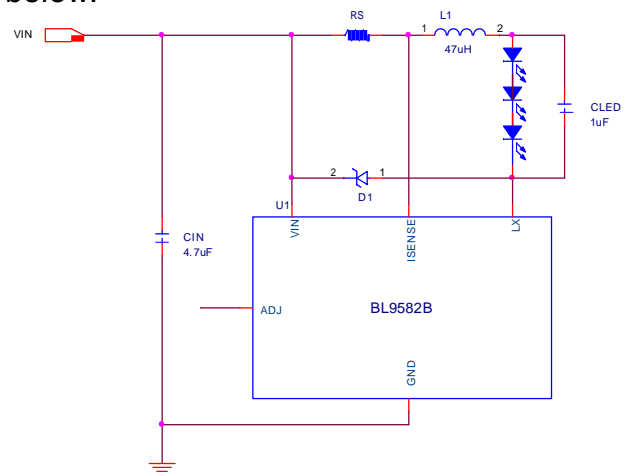 below:
VIN
RS
1 L1 2
47uH
CLED
1uF
2 1
D1
U1
VIN
ISENSE
LX
CIN
4.7uF
ADJ
BL9582B
GND